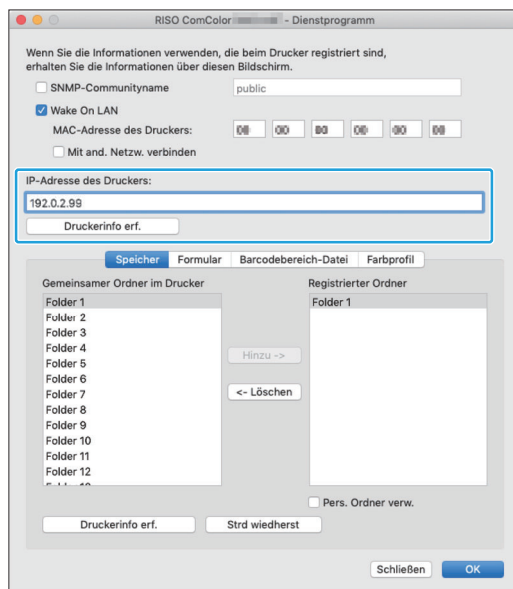 RISO ComColor - Dienstprogramm
Wenn Sie die Informationen verwenden, die beim Drucker registriert sind,
erhalten Sie die Informationen über diesen Bildschirm.
SNMP-Communityname
public
Wake On LAN
MAC-Adresse des Druckers:
Mit and. Netzw. verbinden
IP-Adresse des Druckers:
192.0.2.99
Druckerinfo erf.
Speicher Formular Barcodebereich-Datei Farbprofil
Gemeinsamer Ordner im Drucker
Folder 1
Folder 2
Folder 3
Folder 4
Folder 5
Folder 6
Folder 7
Folder 8
Folder 9
Folder 10
Folder 11
Folder 12
Hinzu ->
<- Löschen
Registrierter Ordner
Folder 1
Pers. Ordner verw.
Druckerinfo erf.
Strd wiedherst
Schließen
OK